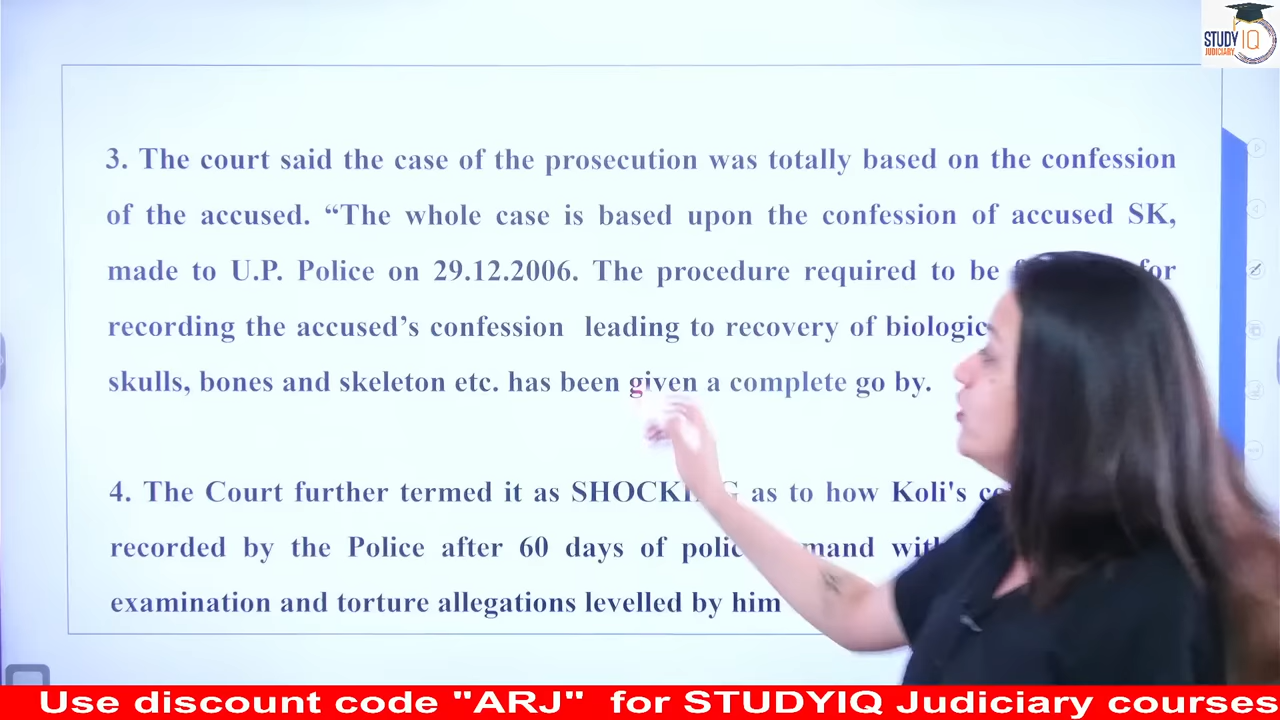 STUDY IQ
JUDICIARY
3. The court said the case of the prosecution was totally based on the confession
of the accused. “The whole case is based upon the confession of accused SK,
made to U.P. Police on 29.12.2006. The procedure required to be for
recording the accused’s confession leading to recovery of
skulls, bones and skeleton etc. has been given a complete go by.
4. The Court further termed it as as to how Koli's
recorded by the Police after 60 days of
examination and torture allegations levelled by him
Use discount code "ARJ" for STUDYIQ Judiciary courses